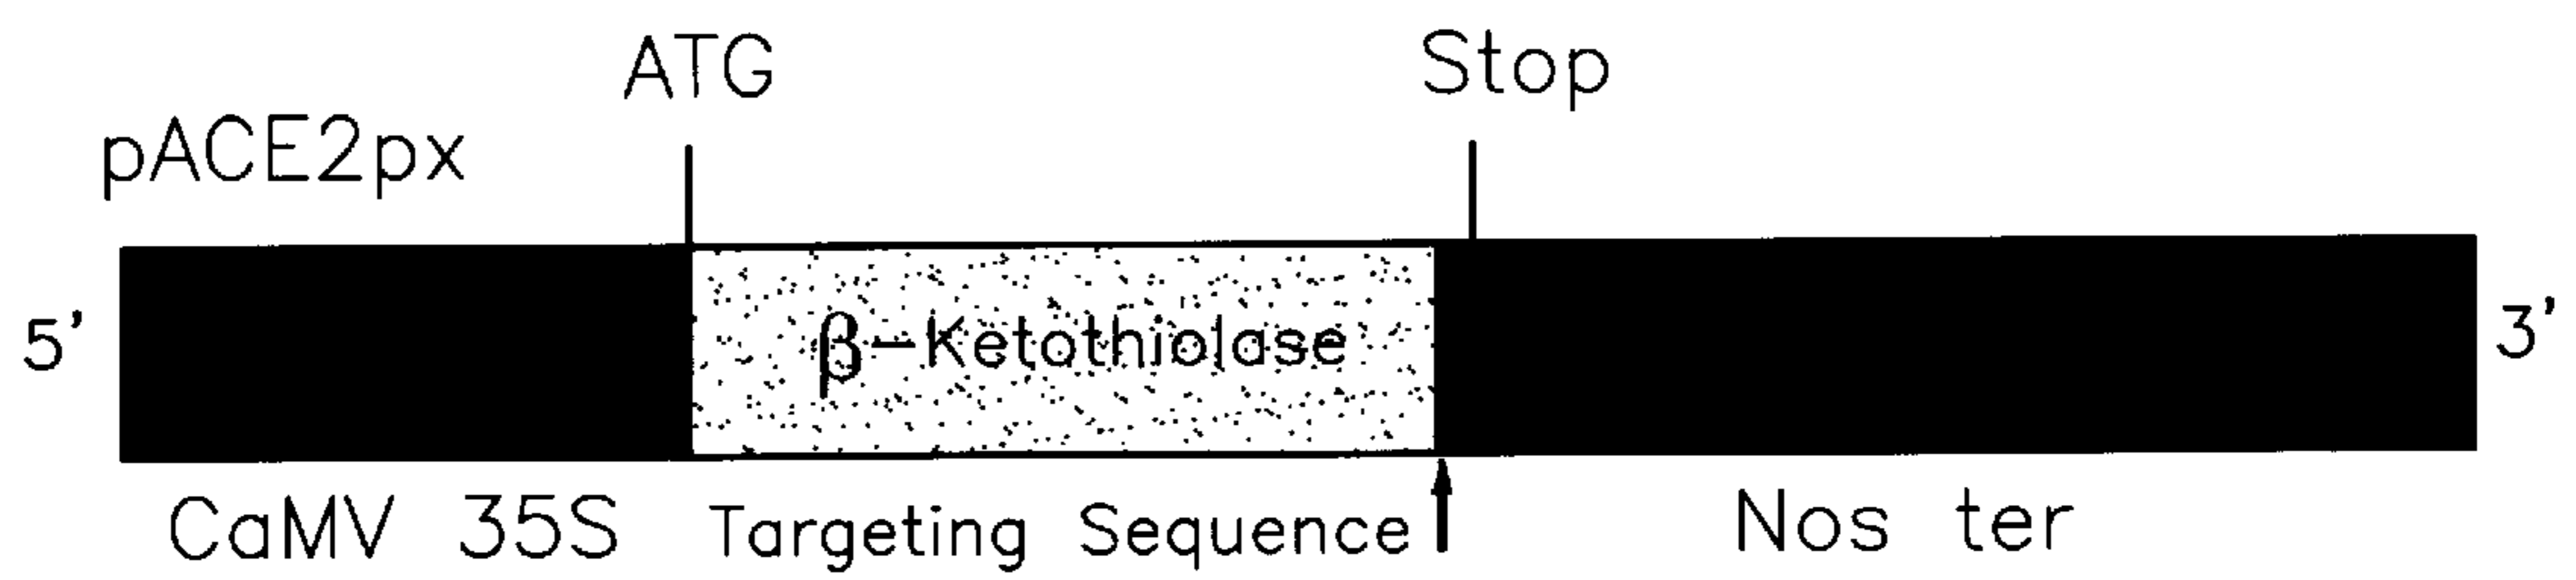 ATG Stop
pACE2px
5' β-Ketothiolase 3'
CaMV 35S Targeting Sequence Nos ter